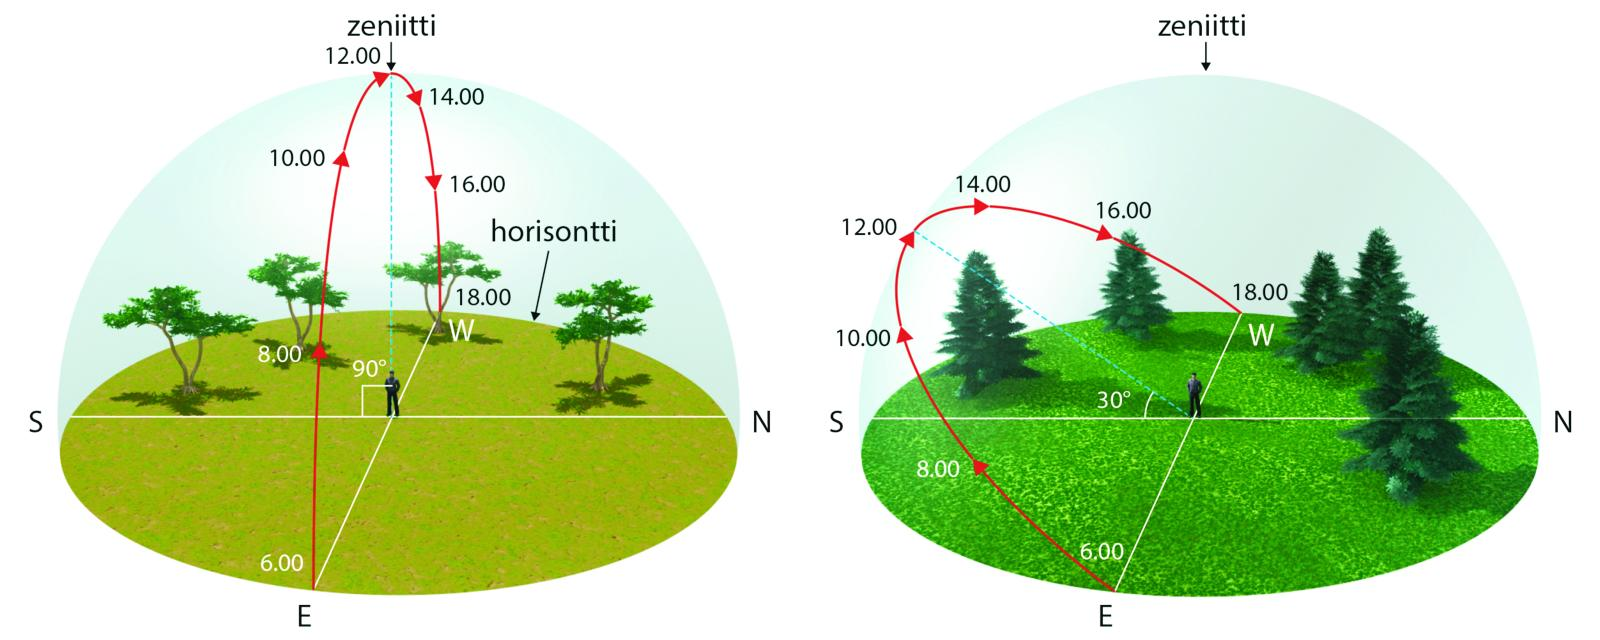 zeniitti
12.00
14.00
10.00
16.00
horisontti
18.00
W
8.00
90°
S
N
6.00
E
zeniitti
14.00
16.00
12.00
18.00
W
10.00
30°
S
N
8.00
6.00
E